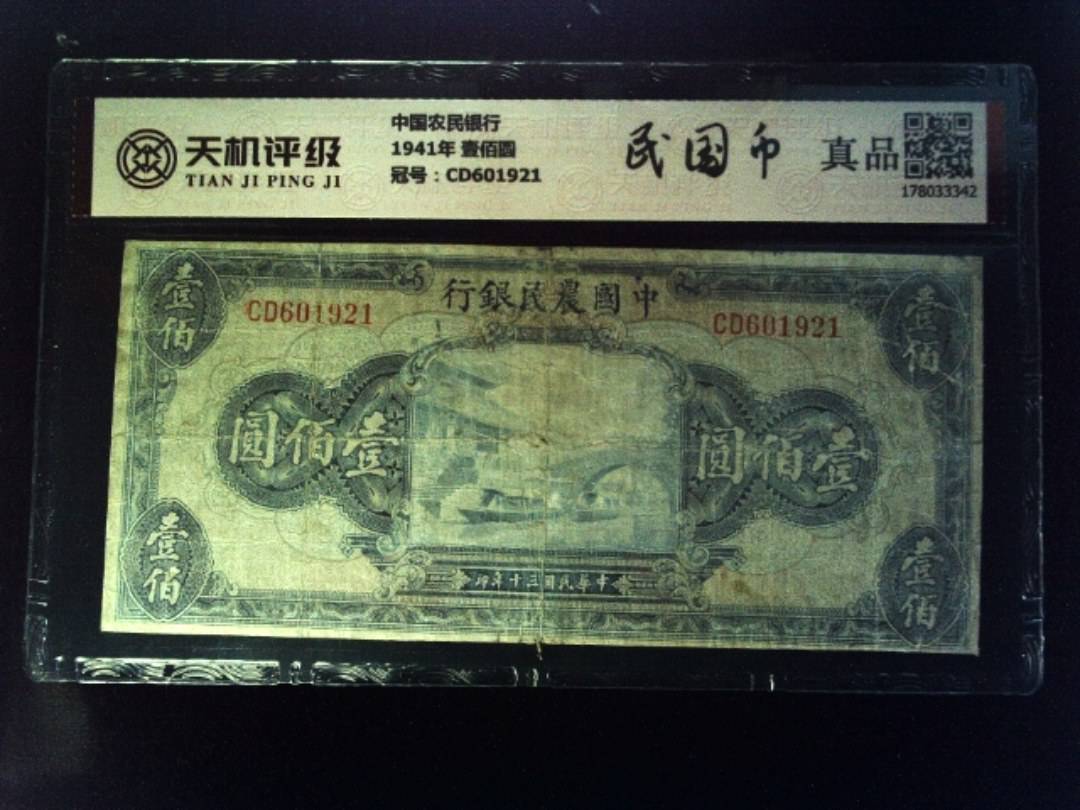 天机评级
TIAN JI PING JI
中国农民银行
1941年 壹佰圆
冠号：CD601921
民国币
真品
178033342
壹佰
CD601921
行銀民農國中
CD601921
壹佰
圓佰壹
圓佰壹
壹佰
印年十三國民華中
壹佰